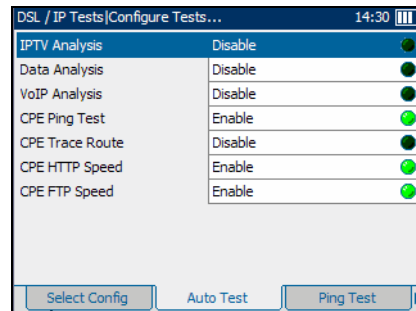 DSL / IP Tests|Configure Tests... 14:30
IPTV Analysis Disable
Data Analysis Disable
VoIP Analysis Disable
CPE Ping Test Enable
CPE Trace Route Disable
CPE HTTP Speed Enable
CPE FTP Speed Enable
Select Config Auto Test Ping Test